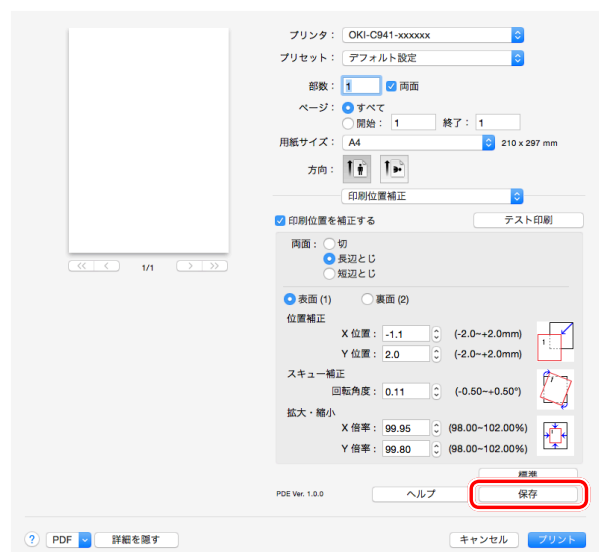 プリンタ： OKI-C941-xxxxxx
プリセット： デフォルト設定
部数： 1 両面
ページ： すべて
開始： 1 終了： 1
用紙サイズ： A4 210 x 297 mm
方向：
印刷位置補正
印刷位置を補正する テスト印刷
両面： 切
長辺とじ
短辺とじ
<< < 1/1 > >>
表面 (1) 裏面 (2)
位置補正
X 位置： -1.1 (-2.0~+2.0mm)
Y 位置： 2.0 (-2.0~+2.0mm)
1
スキュー補正
回転角度： 0.11 (-0.50~+0.50°)
拡大・縮小
X 倍率： 99.95 (98.00~102.00%)
Y 倍率： 99.80 (98.00~102.00%)
標準
PDE Ver. 1.0.0 ヘルプ 保存
? PDF 詳細を隠す キャンセル プリント